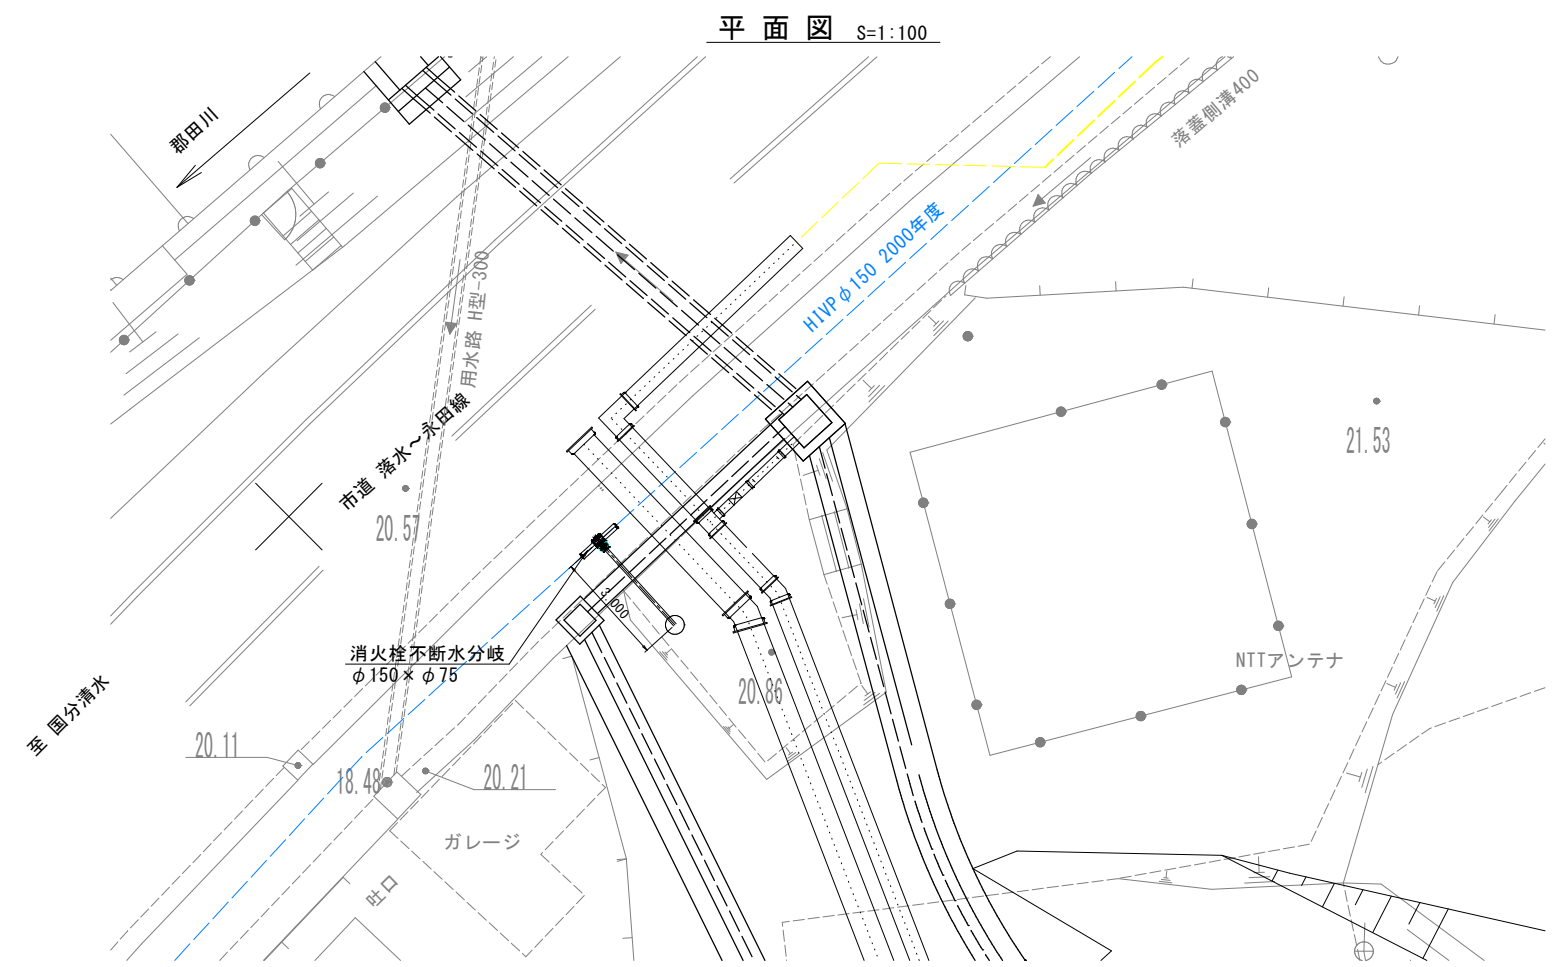 平面図 S=1:100
郡田川
落蓋側溝400
HIVPφ150 2000年度
用水路 H型-300
市道 落水～永田線
20.57
21.53
3,000
消火栓不断水分岐
φ150×φ75
NTTアンテナ
20.86
至 国分清水
20.11
18.48
20.21
ガレージ
吐口